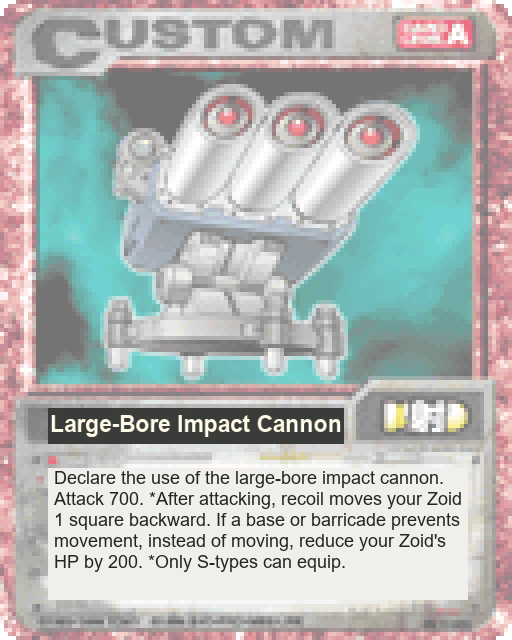 CUSTOM
Large-Bore Impact Cannon
Declare the use of the large-bore impact cannon.
Attack 700. *After attacking, recoil moves your Zoid
1 square backward. If a base or barricade prevents
movement, instead of moving, reduce your Zoid's
HP by 200. *Only S-types can equip.